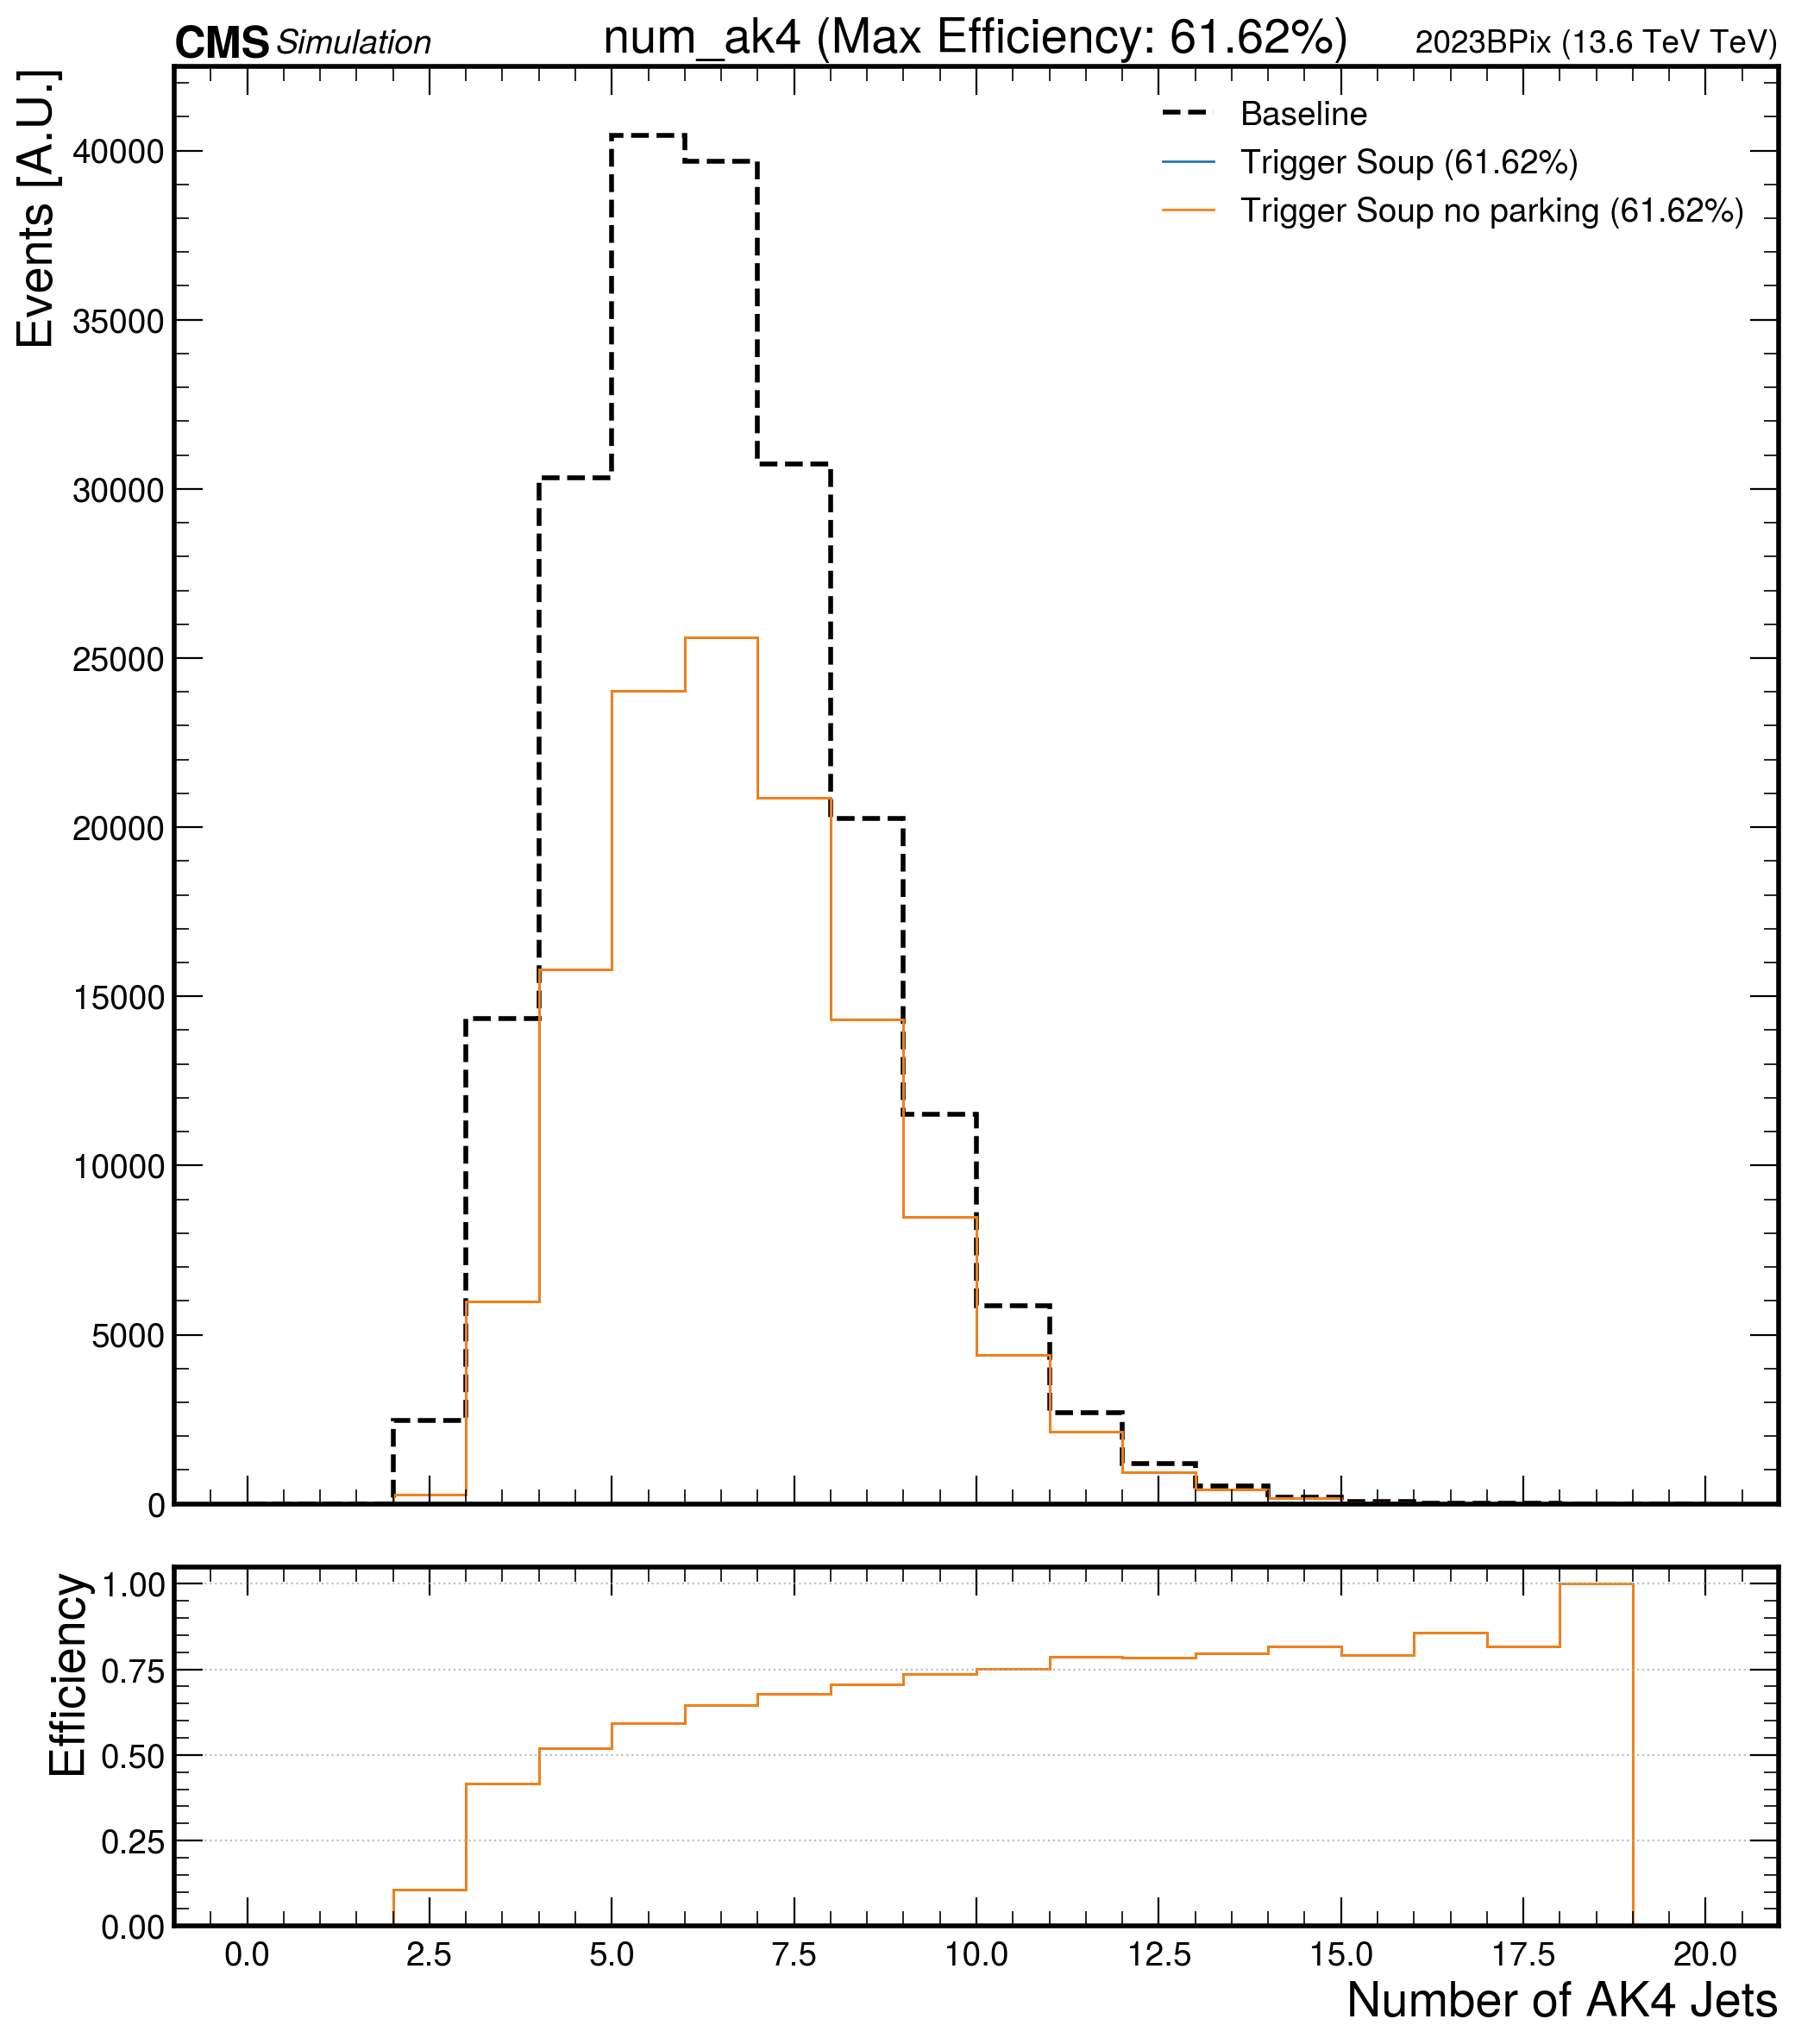 CMS Simulation num_ak4 (Max Efficiency: 61.62%) 2023BPix (13.6 TeV TeV)
Events [A.U.]
Baseline
Trigger Soup (61.62%)
Trigger Soup no parking (61.62%)
40000
35000
30000
25000
20000
15000
10000
5000
0
Efficiency
1.00
0.75
0.50
0.25
0.00
0.0 2.5 5.0 7.5 10.0 12.5 15.0 17.5 20.0
Number of AK4 Jets